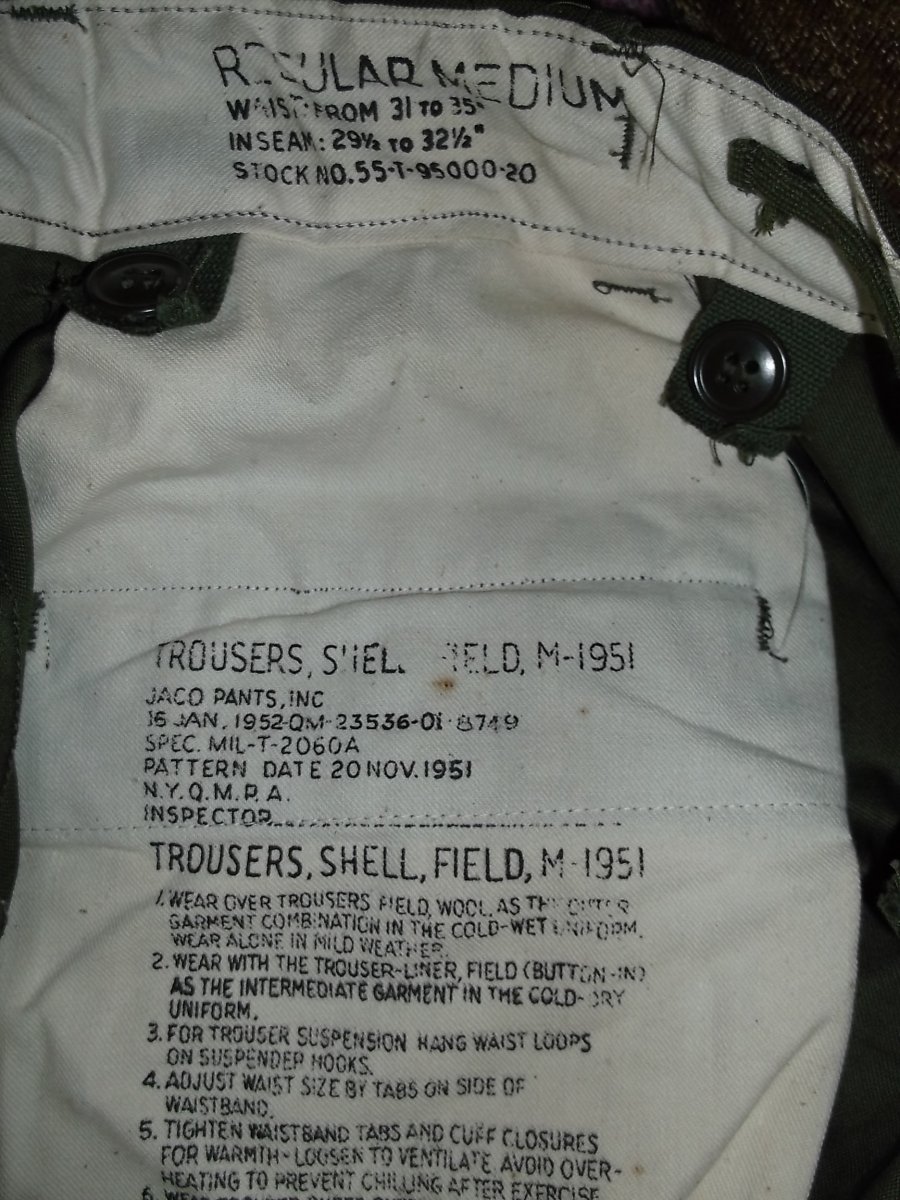 REGULAR MEDIUM
WAIST: FROM 31 TO 35"
INSEAM: 29½ TO 32½"
STOCK NO. 55-T-95000-20
TROUSERS, SHELL, FIELD, M-1951
JACO PANTS, INC
16 JAN. 1952-QM-23536-OI-8749
SPEC. MIL-T-2060A
PATTERN DATE 20 NOV. 1951
N.Y.Q.M.P.A.
INSPECTOR
TROUSERS, SHELL, FIELD, M-1951
1. WEAR OVER TROUSERS FIELD, WOOL, AS THE OUTER
GARMENT COMBINATION IN THE COLD-WET UNIFORM.
WEAR ALONE IN MILD WEATHER.
2. WEAR WITH THE TROUSER-LINER, FIELD (BUTTON-IN)
AS THE INTERMEDIATE GARMENT IN THE COLD-DRY
UNIFORM.
3. FOR TROUSER SUSPENSION HANG WAIST LOOPS
ON SUSPENDER HOOKS.
4. ADJUST WAIST SIZE BY TABS ON SIDE OF
WAISTBAND.
5. TIGHTEN WAISTBAND TABS AND CUFF CLOSURES
FOR WARMTH-LOOSEN TO VENTILATE. AVOID OVER-
HEATING TO PREVENT CHILLING AFTER EXERCISE.
6. WEAR